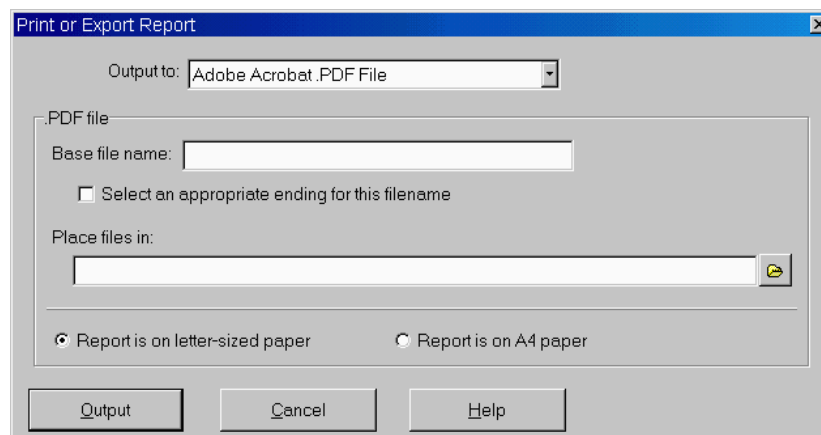 Print or Export Report
Output to: Adobe Acrobat .PDF File
.PDF file
Base file name:
Select an appropriate ending for this filename
Place files in:
Report is on letter-sized paper Report is on A4 paper
Output Cancel Help